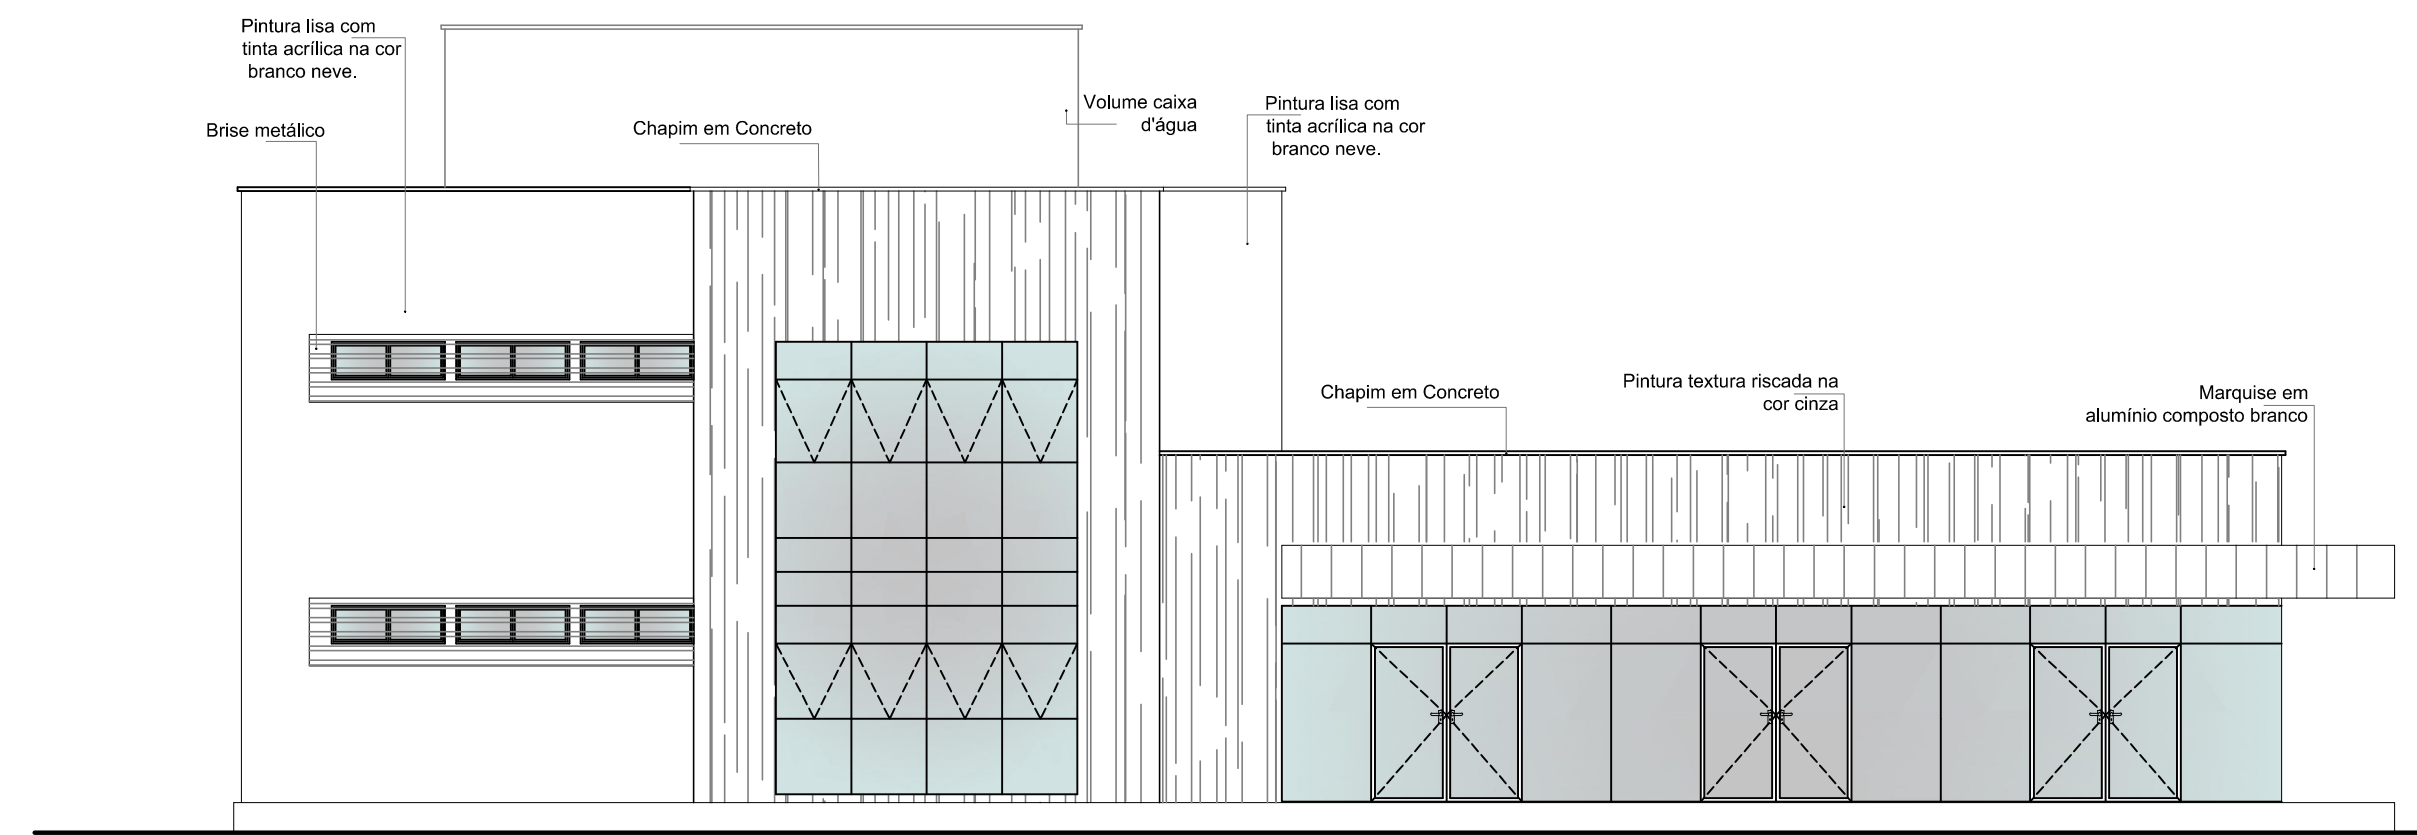 Pintura lisa com
tinta acrílica na cor
branco neve.
Brise metálico
Chapim em Concreto
Volume caixa
d'água
Pintura lisa com
tinta acrílica na cor
branco neve.
Chapim em Concreto
Pintura textura riscada na
cor cinza
Marquise em
alumínio composto branco